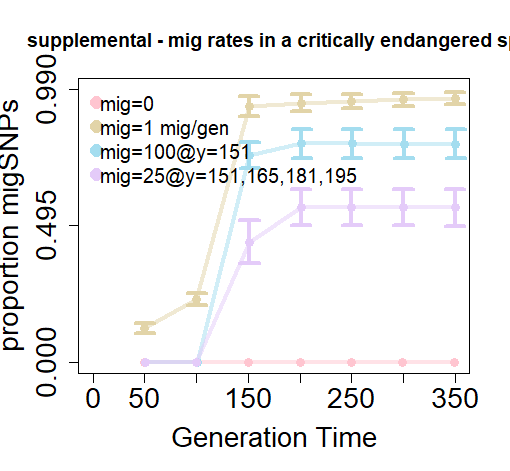 supplemental - mig rates in a critically endangered sp
0.990
0.495
0.000
proportion migSNPs
mig=0
mig=1 mig/gen
mig=100@y=151
mig=25@y=151,165,181,195
0 50 150 250 350
Generation Time